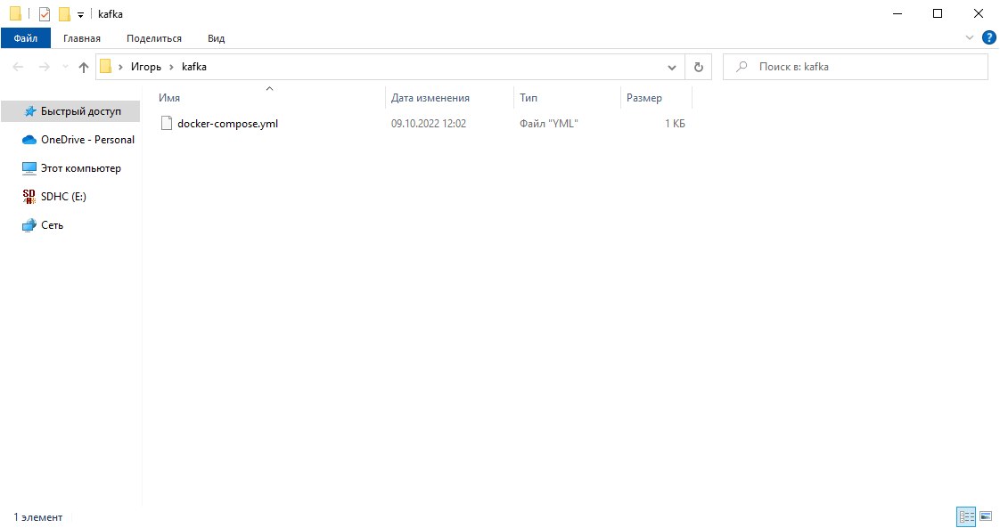 kafka
Файл Главная Поделиться Вид
Игорь kafka Поиск в: kafka
Имя Дата изменения Тип Размер
docker-compose.yml 09.10.2022 12:02 Файл "YML" 1 КБ
Быстрый доступ
OneDrive - Personal
Этот компьютер
SDHC (E:)
Сеть
1 элемент